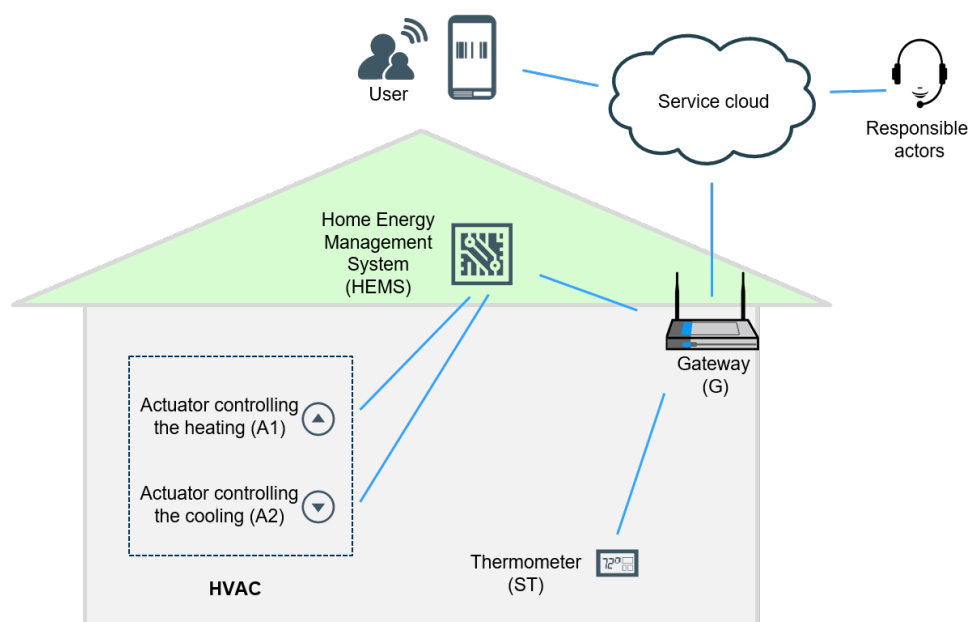 User
Service cloud
Responsible
actors
Home Energy
Management
System
(HEMS)
Gateway
(G)
Actuator controlling
the heating (A1)
Actuator controlling
the cooling (A2)
HVAC
Thermometer
(ST)
72°